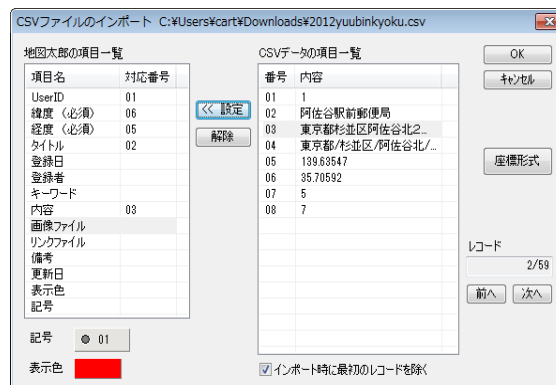 CSVファイルのインポート C:¥Users¥cart¥Downloads¥2012yuubinkyoku.csv
地図太郎の項目一覧
項目名 対応番号
UserID 01
緯度（必須） 06
経度（必須） 05
タイトル 02
登録日
登録者
キーワード
内容 03
画像ファイル
リンクファイル
備考
更新日
表示色
記号
記号 01
表示色
<< 設定
解除
CSVデータの項目一覧
番号 内容
01 1
02 阿佐谷駅前郵便局
03 東京都杉並区阿佐谷北2...
04 東京都/杉並区/阿佐谷北/...
05 139.63547
06 35.70592
07 5
08 7
インポート時に最初のレコードを除く
OK
キャンセル
座標形式
レコード
2/59
前へ 次へ